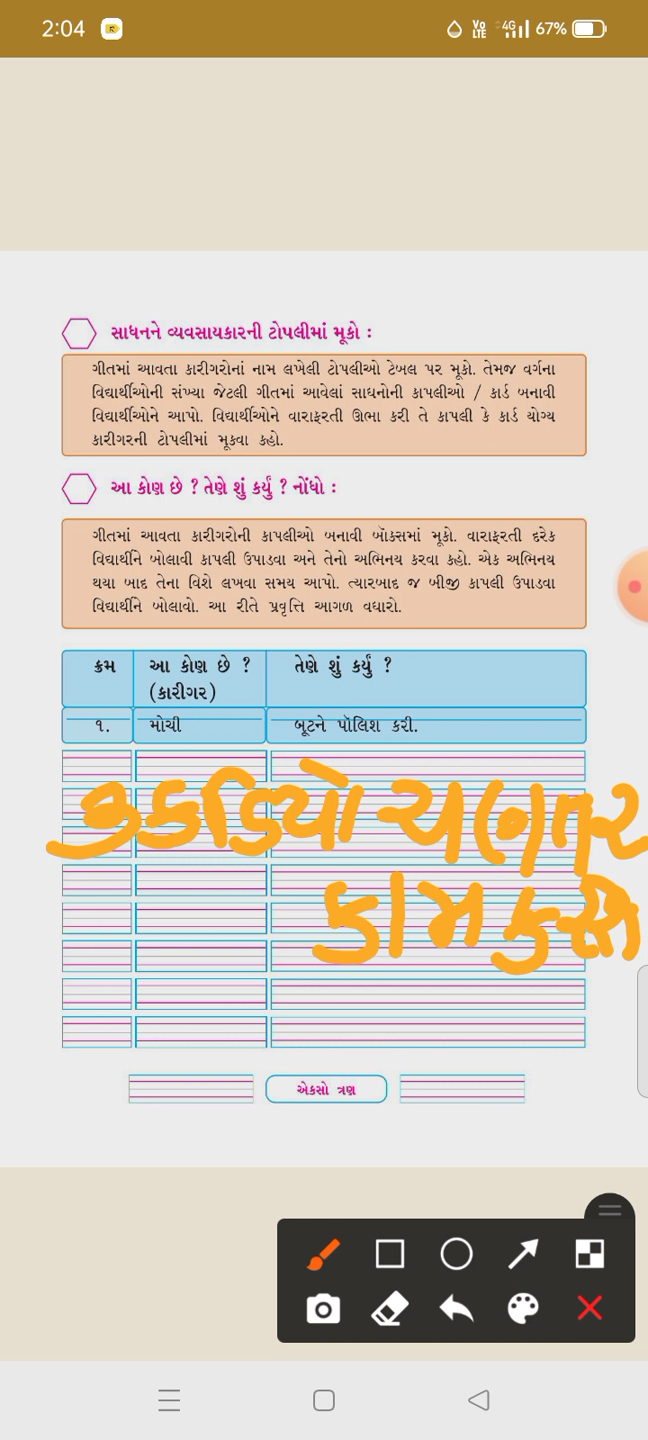 2:04
Vo LTE 4G 67%
સાધનને વ્યવસાયકારની ટોપલીમાં મૂકો :
ગીતમાં આવતા કારીગરોનાં નામ લખેલી ટોપલીઓ ટેબલ પર મૂકો. તેમજ વર્ગના
વિદ્યાર્થીઓની સંખ્યા જેટલી ગીતમાં આવેલાં સાધનોની કાપલીઓ / કાર્ડ બનાવી
વિદ્યાર્થીઓને આપો. વિદ્યાર્થીઓને વારાફરતી ઊભા કરી તે કાપલી કે કાર્ડ યોગ્ય
કારીગરની ટોપલીમાં મૂકવા કહો.
આ કોણ છે ? તેણે શું કર્યું ? નોંધો :
ગીતમાં આવતા કારીગરોની કાપલીઓ બનાવી બૉક્સમાં મૂકો. વારાફરતી દરેક
વિદ્યાર્થીને બોલાવી કાપલી ઉપાડવા અને તેનો અભિનય કરવા કહો. એક અભિનય
થયા બાદ તેના વિશે લખવા સમય આપો. ત્યારબાદ જ બીજી કાપલી ઉપાડવા
વિદ્યાર્થીને બોલાવો. આ રીતે પ્રવૃત્તિ આગળ વધારો.
ક્રમ આ કોણ છે ? તેણે શું કર્યું ?
(કારીગર)
૧. મોચી બૂટને પૉલિશ કરી.
કડિયો ચણતર
કામ
એકસો ત્રણ